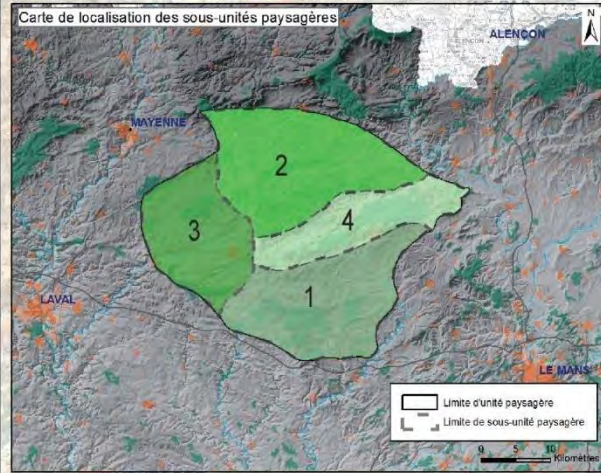 Carte de localisation des sous-unités paysagères
N
ALENÇON
MAYENNE
2
4
3
1
LAVAL
LE MANS
Limite d'unité paysagère
Limite de sous-unité paysagère
0 5 10
Kilomètres